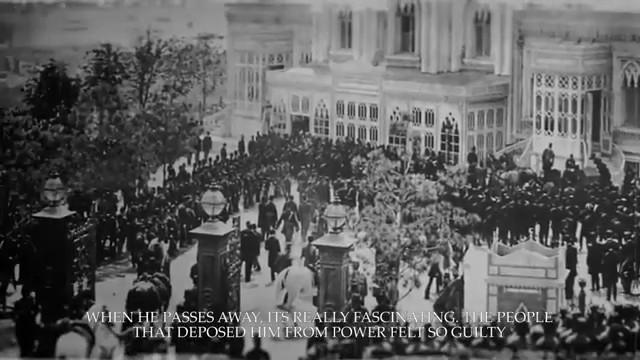 WHEN HE PASSES AWAY, ITS REALLY FASCINATING. THE PEOPLE
THAT DEPOSED HIM FROM POWER FELT SO GUILTY